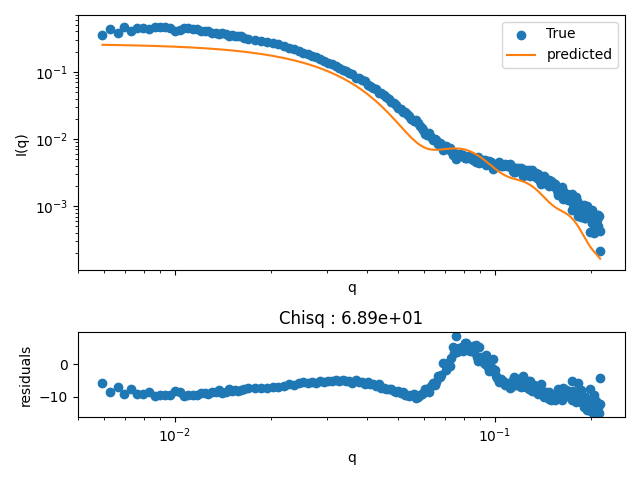 True
predicted
10⁻¹
10⁻²
10⁻³
I(q)
q
Chisq : 6.89e+01
0
−10
residuals
10⁻²
10⁻¹
q